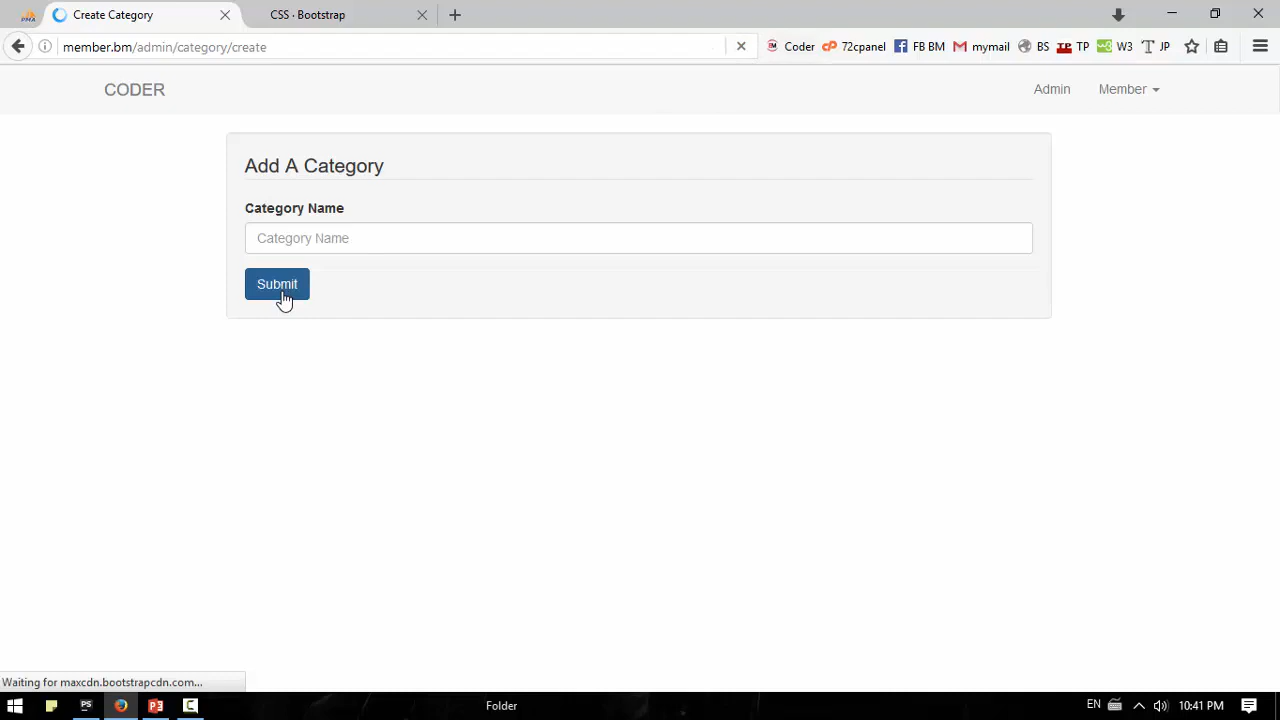 Create Category
CSS · Bootstrap
member.bm/admin/category/create
Coder
72cpanel
FB BM
mymail
BS
TP
W3
JP
CODER
Admin
Member
Add A Category
Category Name
Category Name
Submit
Waiting for maxcdn.bootstrapcdn.com...
Folder
EN
10:41 PM